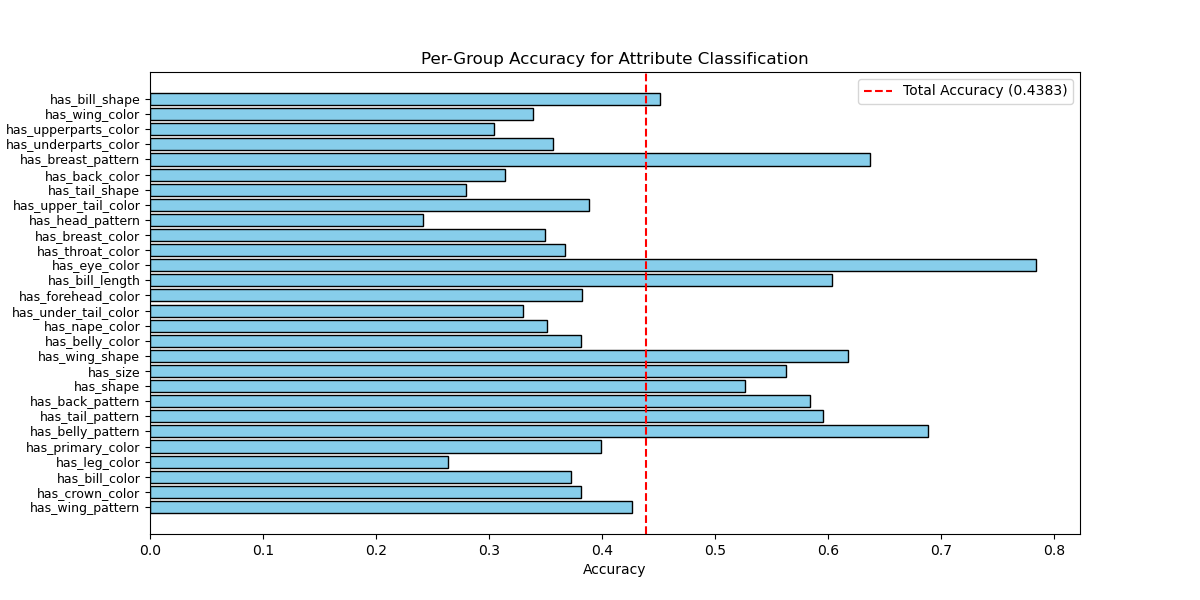 Per-Group Accuracy for Attribute Classification
Total Accuracy (0.4383)
has_bill_shape
has_wing_color
has_upperparts_color
has_underparts_color
has_breast_pattern
has_back_color
has_tail_shape
has_upper_tail_color
has_head_pattern
has_breast_color
has_throat_color
has_eye_color
has_bill_length
has_forehead_color
has_under_tail_color
has_nape_color
has_belly_color
has_wing_shape
has_size
has_shape
has_back_pattern
has_tail_pattern
has_belly_pattern
has_primary_color
has_leg_color
has_bill_color
has_crown_color
has_wing_pattern
0.0 0.1 0.2 0.3 0.4 0.5 0.6 0.7 0.8
Accuracy